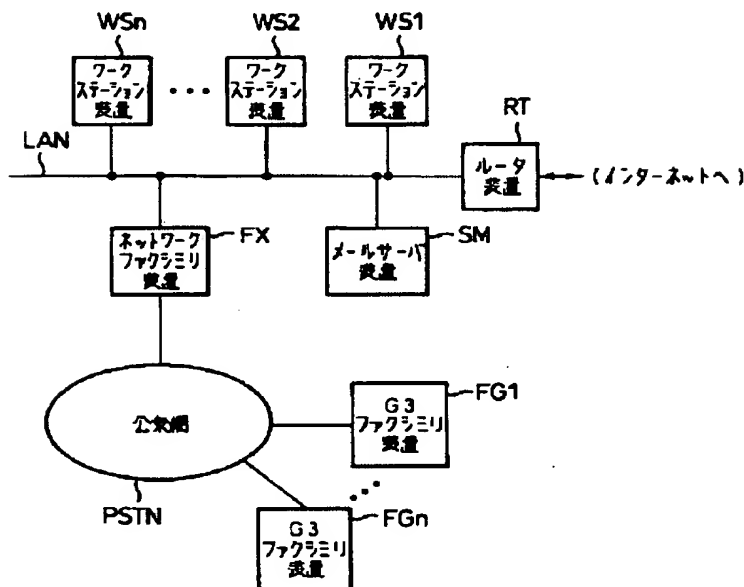 WSn
WS2
WS1
ワーク
ステーション
装置
ワーク
ステーション
装置
ワーク
ステーション
装置
RT
LAN
ルータ
装置
(インターネットへ)
ネットワーク
ファクシミリ
装置
FX
メールサーバ
装置
SM
公衆網
PSTN
G3
ファクシミリ
装置
FG1
G3
ファクシミリ
装置
FGn